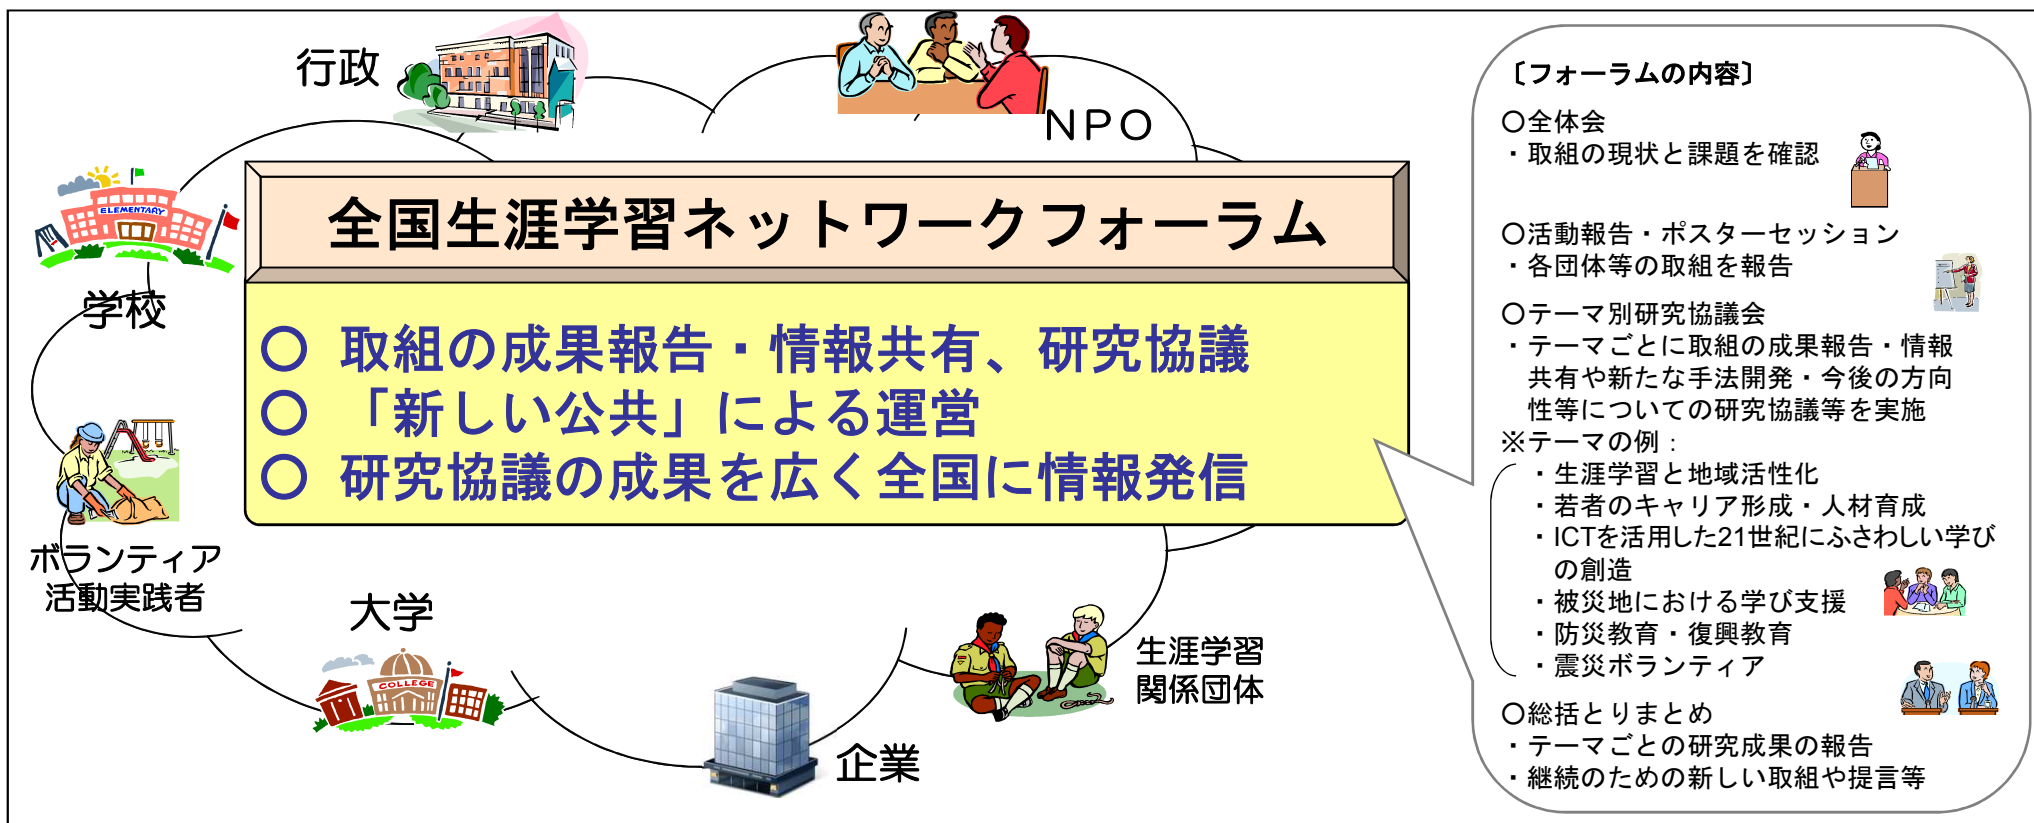 行政
NPO
ELEMENTARY
学校
全国生涯学習ネットワークフォーラム
○ 取組の成果報告・情報共有、研究協議
○ 「新しい公共」による運営
○ 研究協議の成果を広く全国に情報発信
ボランティア
活動実践者
大学
COLLEGE
企業
生涯学習
関係団体
〔フォーラムの内容〕
○全体会
・取組の現状と課題を確認
○活動報告・ポスターセッション
・各団体等の取組を報告
○テーマ別研究協議会
・テーマごとに取組の成果報告・情報
共有や新たな手法開発・今後の方向
性等についての研究協議等を実施
※テーマの例：
・生涯学習と地域活性化
・若者のキャリア形成・人材育成
・ICTを活用した21世紀にふさわしい学び
の創造
・被災地における学び支援
・防災教育・復興教育
・震災ボランティア
○総括とりまとめ
・テーマごとの研究成果の報告
・継続のための新しい取組や提言等